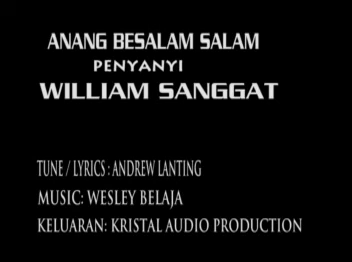 ANANG BESALAM SALAM
PENYANYI
WILLIAM SANGGAT
TUNE / LYRICS : ANDREW LANTING
MUSIC: WESLEY BELAJA
KELUARAN: KRISTAL AUDIO PRODUCTION